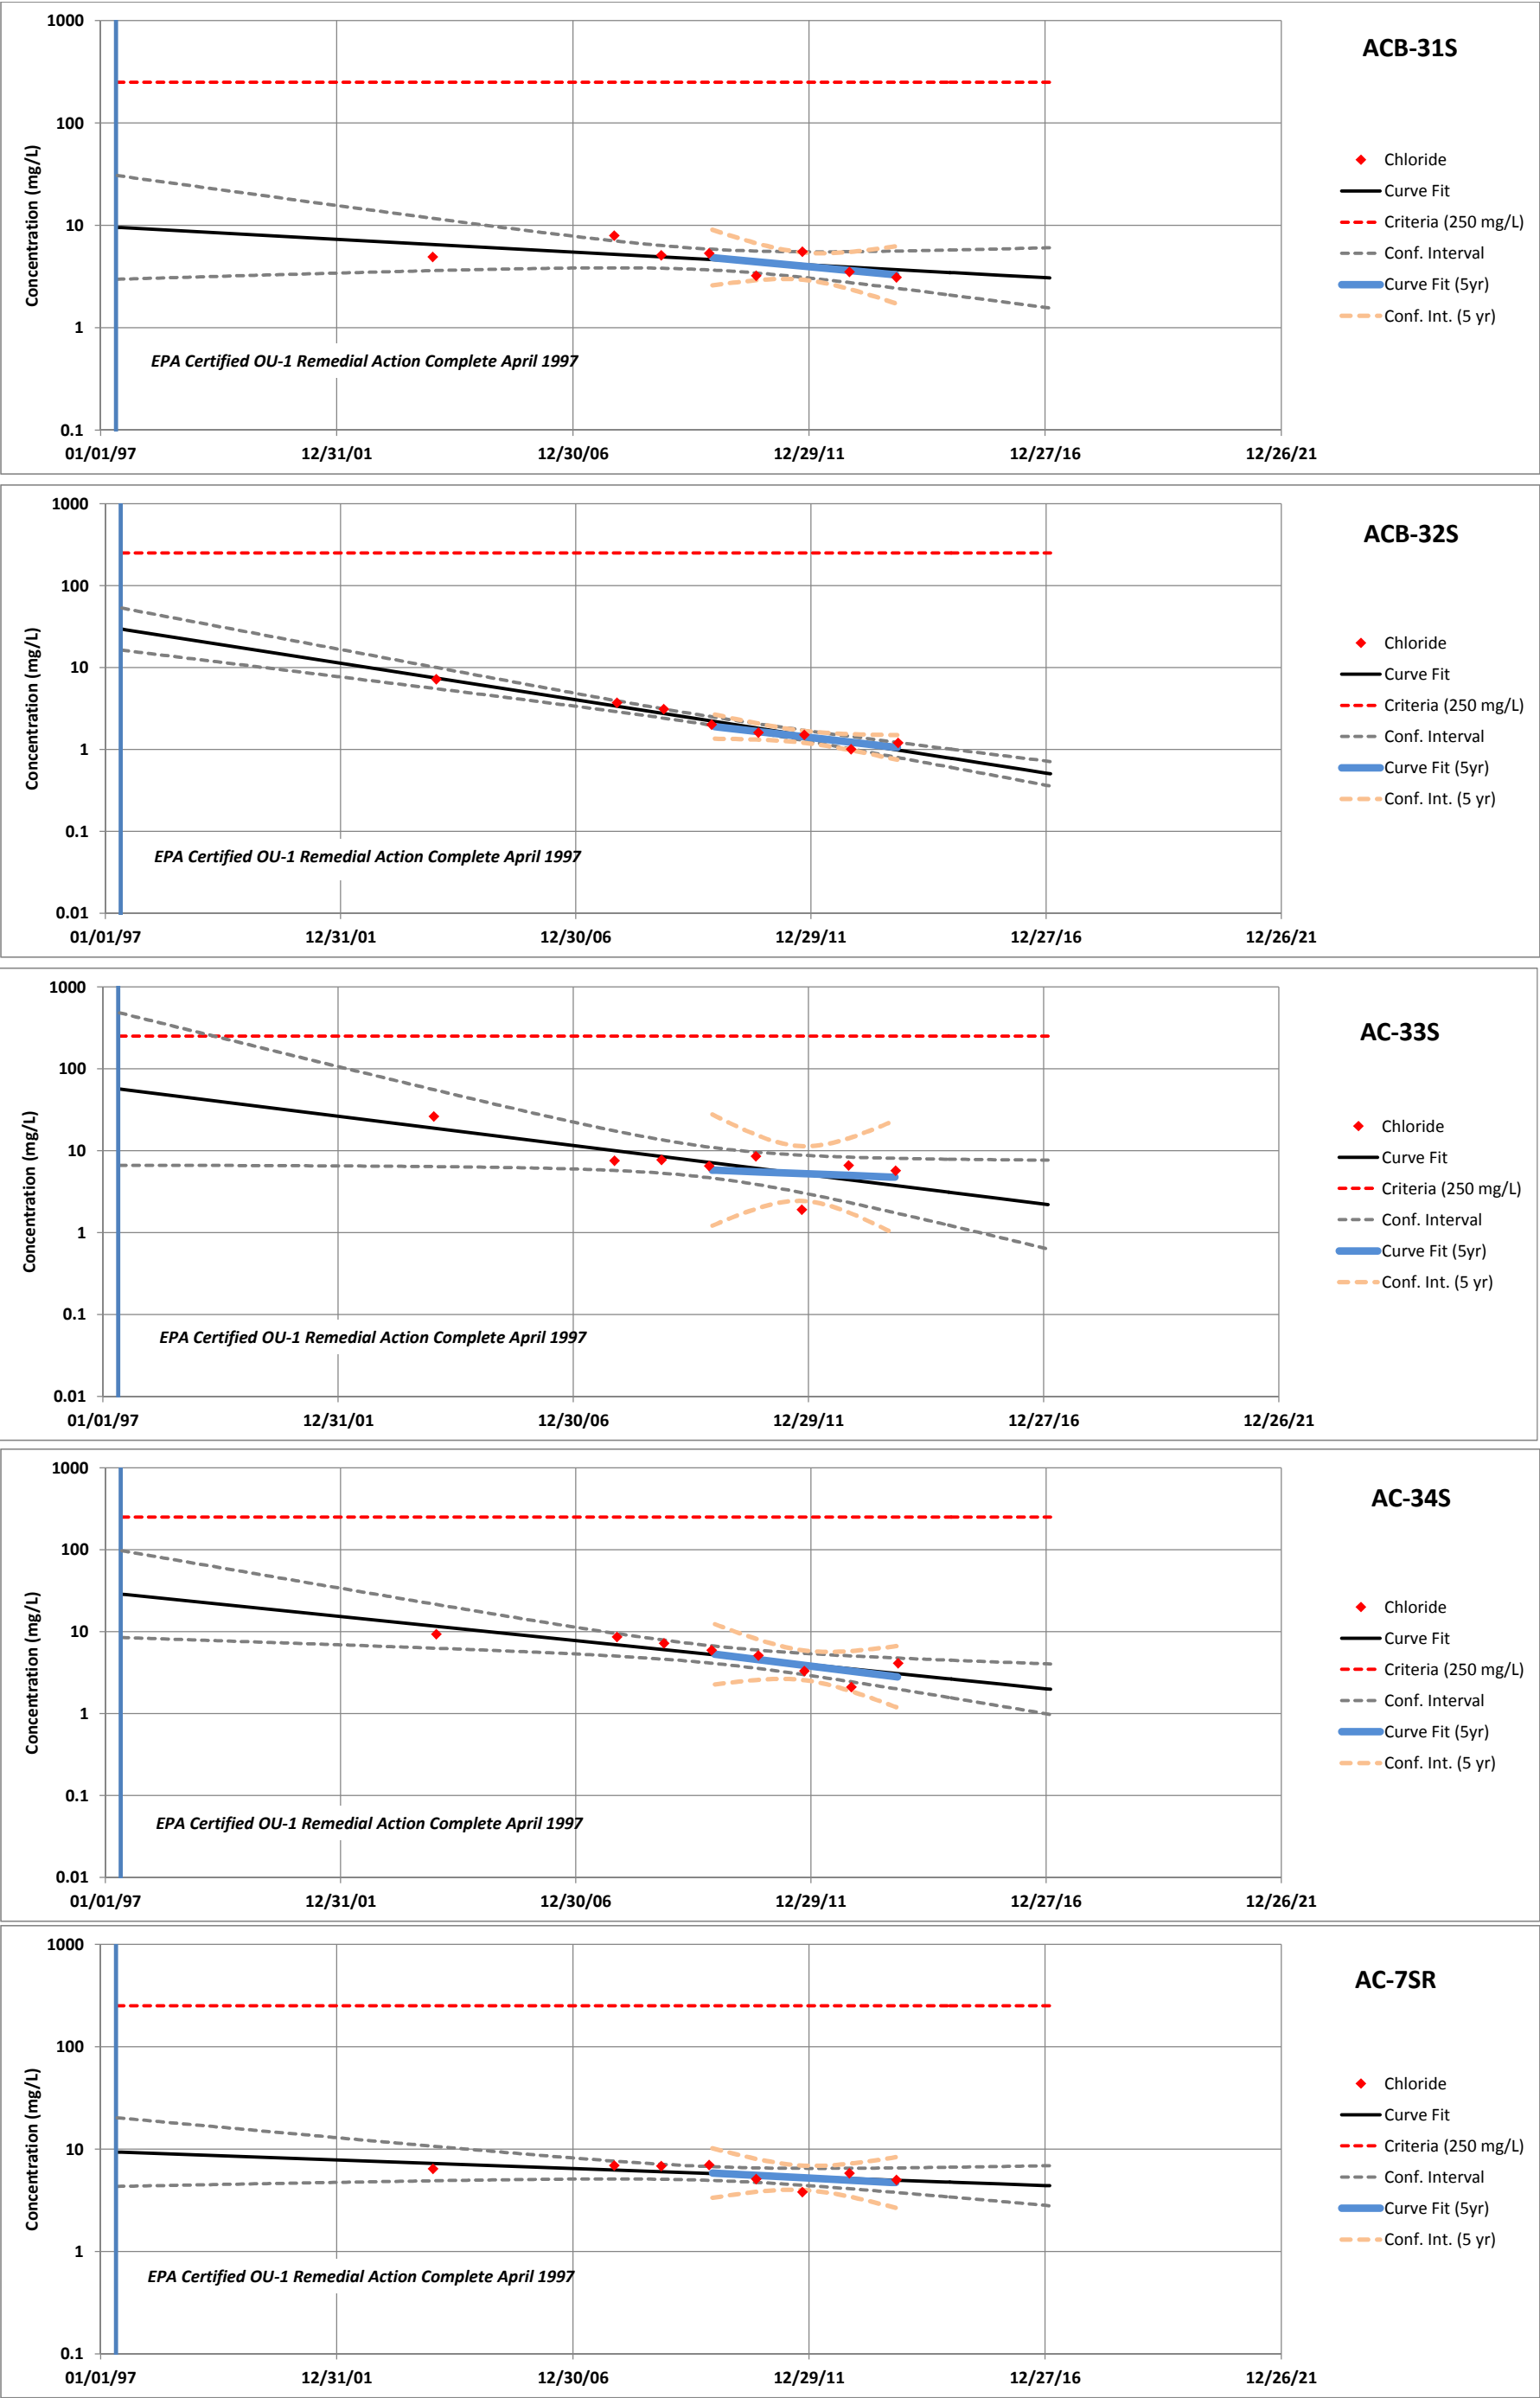 ACB-31S
Concentration (mg/L)
1000
100
10
1
0.1
01/01/97 12/31/01 12/30/06 12/29/11 12/27/16 12/26/21
EPA Certified OU-1 Remedial Action Complete April 1997
Chloride
Curve Fit
Criteria (250 mg/L)
Conf. Interval
Curve Fit (5yr)
Conf. Int. (5 yr)
ACB-32S
Concentration (mg/L)
1000
100
10
1
0.1
0.01
01/01/97 12/31/01 12/30/06 12/29/11 12/27/16 12/26/21
EPA Certified OU-1 Remedial Action Complete April 1997
Chloride
Curve Fit
Criteria (250 mg/L)
Conf. Interval
Curve Fit (5yr)
Conf. Int. (5 yr)
AC-33S
Concentration (mg/L)
1000
100
10
1
0.1
0.01
01/01/97 12/31/01 12/30/06 12/29/11 12/27/16 12/26/21
EPA Certified OU-1 Remedial Action Complete April 1997
Chloride
Curve Fit
Criteria (250 mg/L)
Conf. Interval
Curve Fit (5yr)
Conf. Int. (5 yr)
AC-34S
Concentration (mg/L)
1000
100
10
1
0.1
0.01
01/01/97 12/31/01 12/30/06 12/29/11 12/27/16 12/26/21
EPA Certified OU-1 Remedial Action Complete April 1997
Chloride
Curve Fit
Criteria (250 mg/L)
Conf. Interval
Curve Fit (5yr)
Conf. Int. (5 yr)
AC-7SR
Concentration (mg/L)
1000
100
10
1
0.1
01/01/97 12/31/01 12/30/06 12/29/11 12/27/16 12/26/21
EPA Certified OU-1 Remedial Action Complete April 1997
Chloride
Curve Fit
Criteria (250 mg/L)
Conf. Interval
Curve Fit (5yr)
Conf. Int. (5 yr)